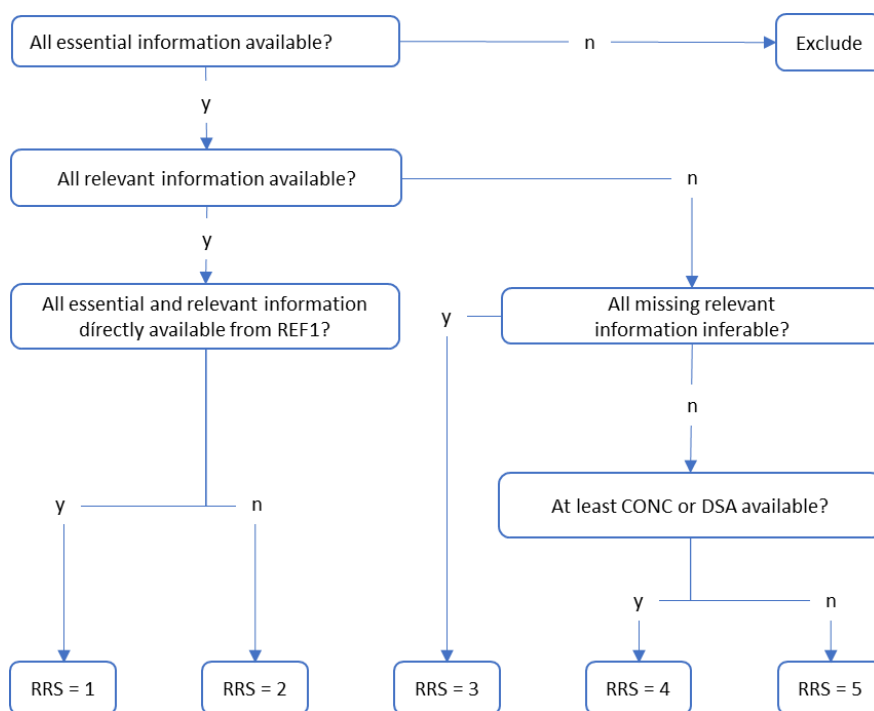 All essential information available?
n
Exclude
y
All relevant information available?
n
y
All essential and relevant information
dírectly available from REF1?
y
All missing relevant
information inferable?
n
At least CONC or DSA available?
y
n
y
n
RRS = 1
RRS = 2
RRS = 3
RRS = 4
RRS = 5